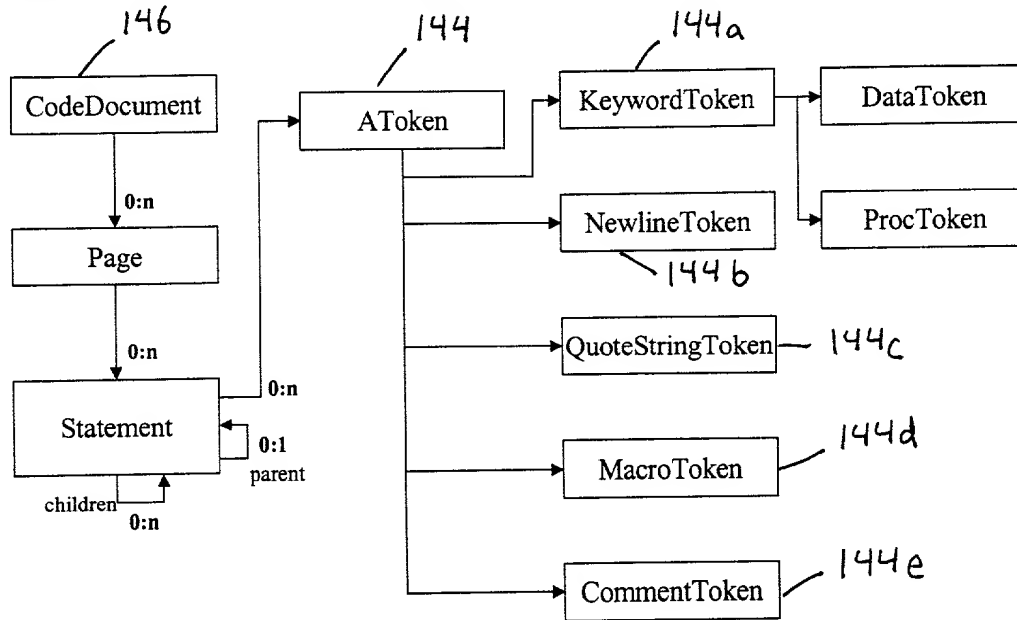 146
144
144a
CodeDocument
AToken
KeywordToken
DataToken
0:n
Page
NewlineToken
ProcToken
144b
0:n
QuoteStringToken
144c
0:n
Statement
0:1
parent
children
0:n
MacroToken
144d
CommentToken
144e